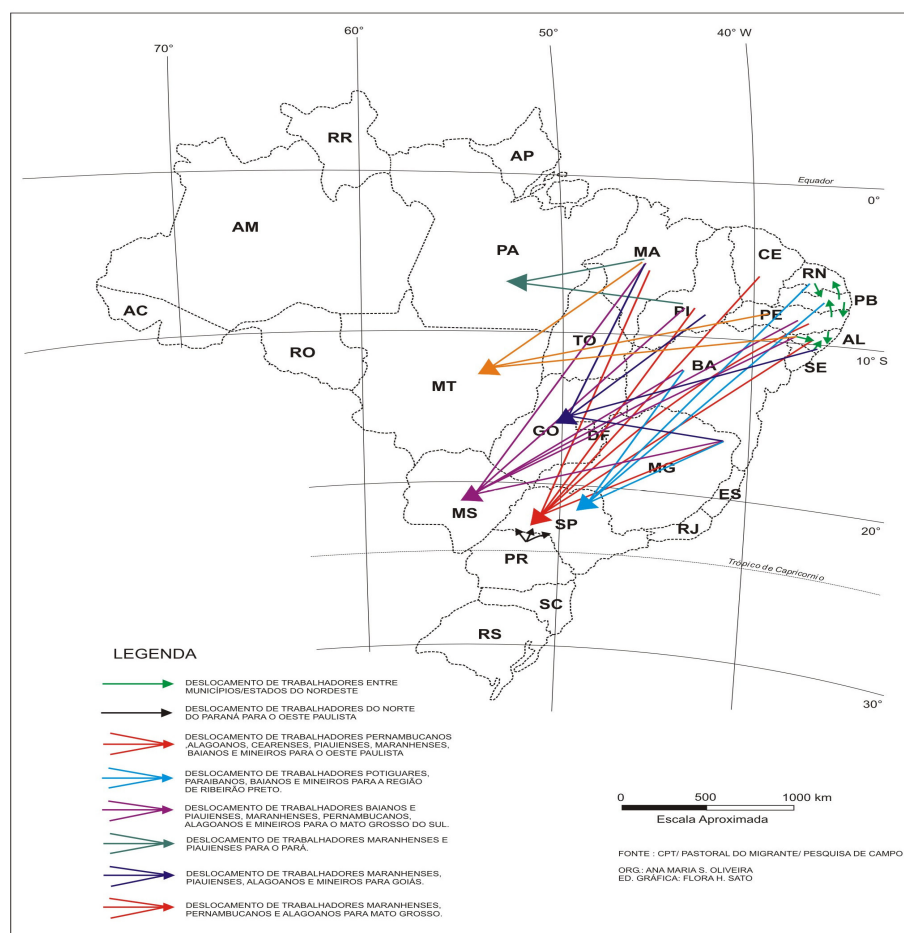 70°
60°
50°
40° W
RR
AP
Equador
0°
AM
PA
MA
CE
RN
PB
AC
PI
PE
TO
AL
RO
10° S
BA
SE
MT
GO
DF
MG
MS
ES
SP
20°
RJ
PR
Trópico de Capricornio
SC
RS
30°
LEGENDA
DESLOCAMENTO DE TRABALHADORES ENTRE
MUNICÍPIOS/ESTADOS DO NORDESTE
DESLOCAMENTO DE TRABALHADORES DO NORTE
DO PARANÁ PARA O OESTE PAULISTA
DESLOCAMENTO DE TRABALHADORES PERNAMBUCANOS
,ALAGOANOS, CEARENSES, PIAUIENSES, MARANHENSES,
BAIANOS E MINEIROS PARA O OESTE PAULISTA
DESLOCAMENTO DE TRABALHADORES POTIGUARES,
PARAIBANOS, BAIANOS E MINEIROS PARA A REGIÃO
DE RIBEIRÃO PRETO.
DESLOCAMENTO DE TRABALHADORES BAIANOS E
PIAUIENSES, MARANHENSES, PERNAMBUCANOS,
ALAGOANOS E MINEIROS PARA O MATO GROSSO DO SUL.
DESLOCAMENTO DE TRABALHADORES MARANHENSES E
PIAUIENSES PARA O PARÁ.
DESLOCAMENTO DE TRABALHADORES MARANHENSES,
PIAUIENSES, ALAGOANOS E MINEIROS PARA GOIÁS.
DESLOCAMENTO DE TRABALHADORES MARANHENSES,
PERNAMBUCANOS E ALAGOANOS PARA MATO GROSSO.
0 500 1000 km
Escala Aproximada
FONTE : CPT/ PASTORAL DO MIGRANTE/ PESQUISA DE CAMPO
ORG.: ANA MARIA S. OLIVEIRA
ED. GRÁFICA: FLORA H. SATO